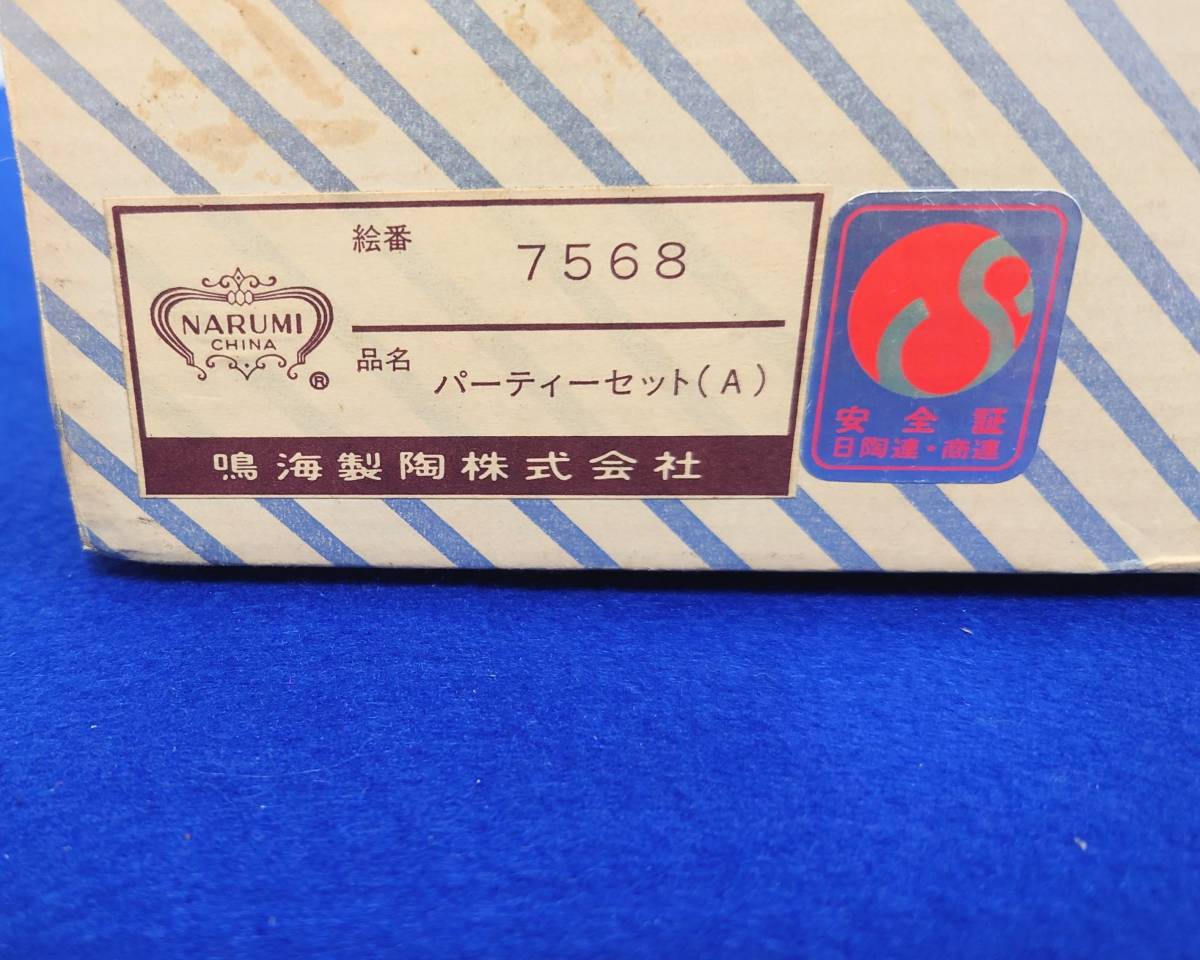 NARUMI
CHINA
®
絵番 7568
品名 パーティーセット(A)
鳴海製陶株式会社
安全証
日陶連・商連